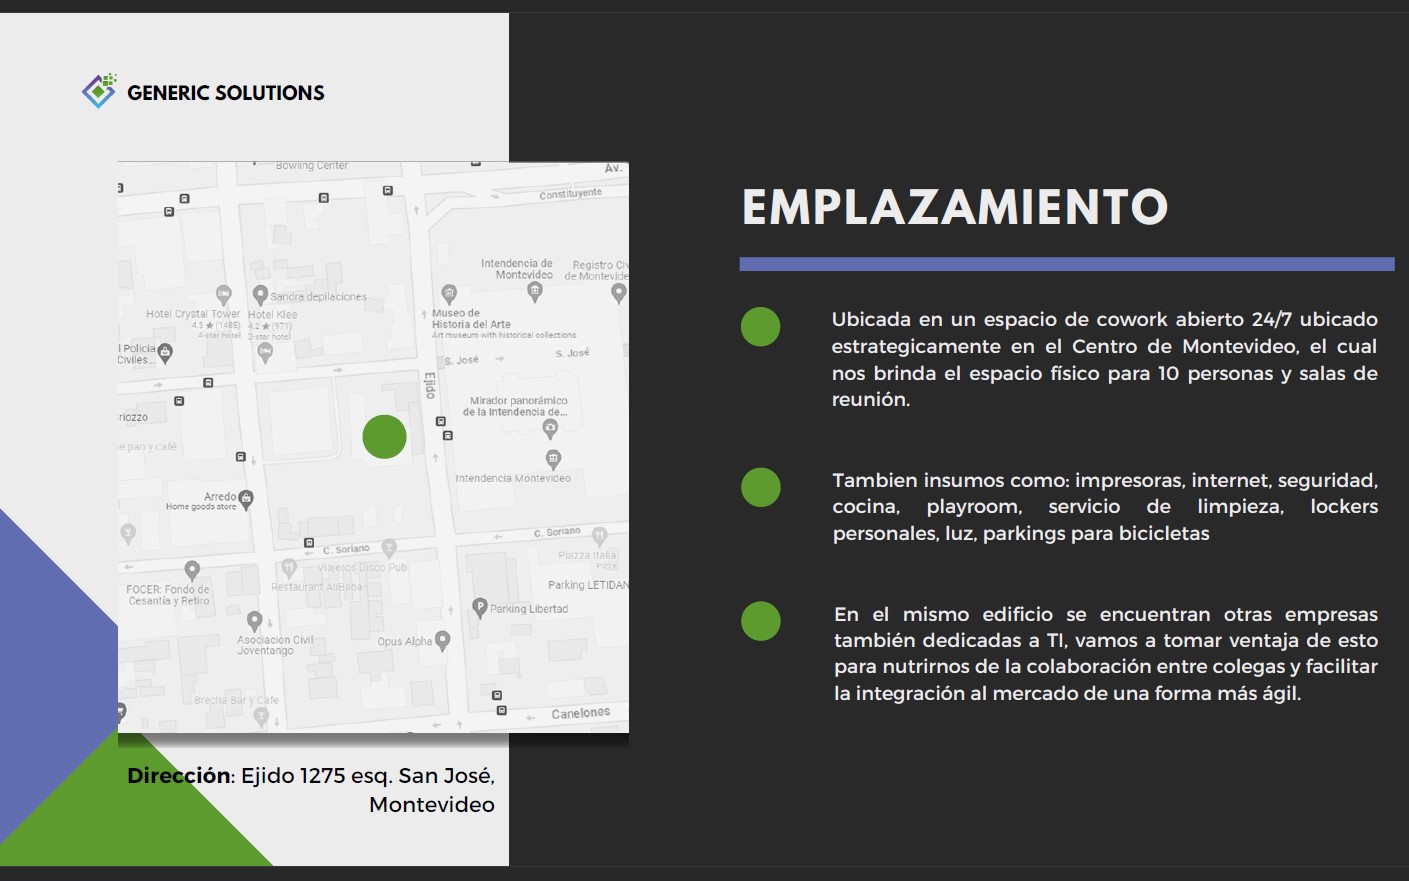 GENERIC SOLUTIONS
Bowling Center
Av.
Constituyente
Intendencia de
Montevideo
Registro Civ
de Montevide
Sandra depilaciones
Hotel Crystal Tower
4.3 ★ (1485)
4-star hotel
Hotel Klee
4.2 ★ (971)
3-star hotel
Museo de
Historia del Arte
Art museum with historical collections
l Policia
Civiles...
S. José
S. José
Ejido
Mirador panorámico
de la Intendencia de...
riozzo
e pan y café
Intendencia Montevideo
Arredo
Home goods store
C. Soriano
C. Soriano
Viajeros Disco Pub
Piazza Italia
Pizza
Restaurant AliBaba
Parking LETIDAN
FOCER: Fondo de
Cesantía y Retiro
P
Parking Libertad
Asociacion Civil
Joventango
Opus Alpha
Brecha Bar y Cafe
Canelones
Dirección: Ejido 1275 esq. San José,
Montevideo
EMPLAZAMIENTO
Ubicada en un espacio de cowork abierto 24/7 ubicado
estrategicamente en el Centro de Montevideo, el cual
nos brinda el espacio físico para 10 personas y salas de
reunión.
Tambien insumos como: impresoras, internet, seguridad,
cocina, playroom, servicio de limpieza, lockers
personales, luz, parkings para bicicletas
En el mismo edificio se encuentran otras empresas
también dedicadas a TI, vamos a tomar ventaja de esto
para nutrirnos de la colaboración entre colegas y facilitar
la integración al mercado de una forma más ágil.